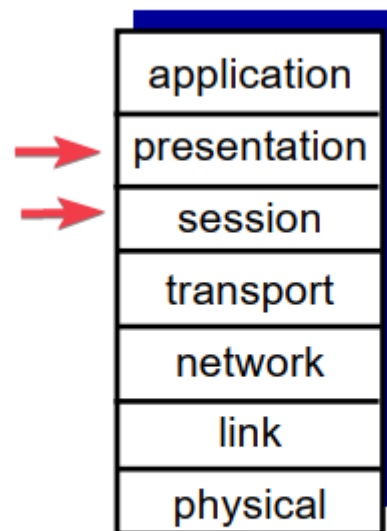 application
presentation
session
transport
network
link
physical